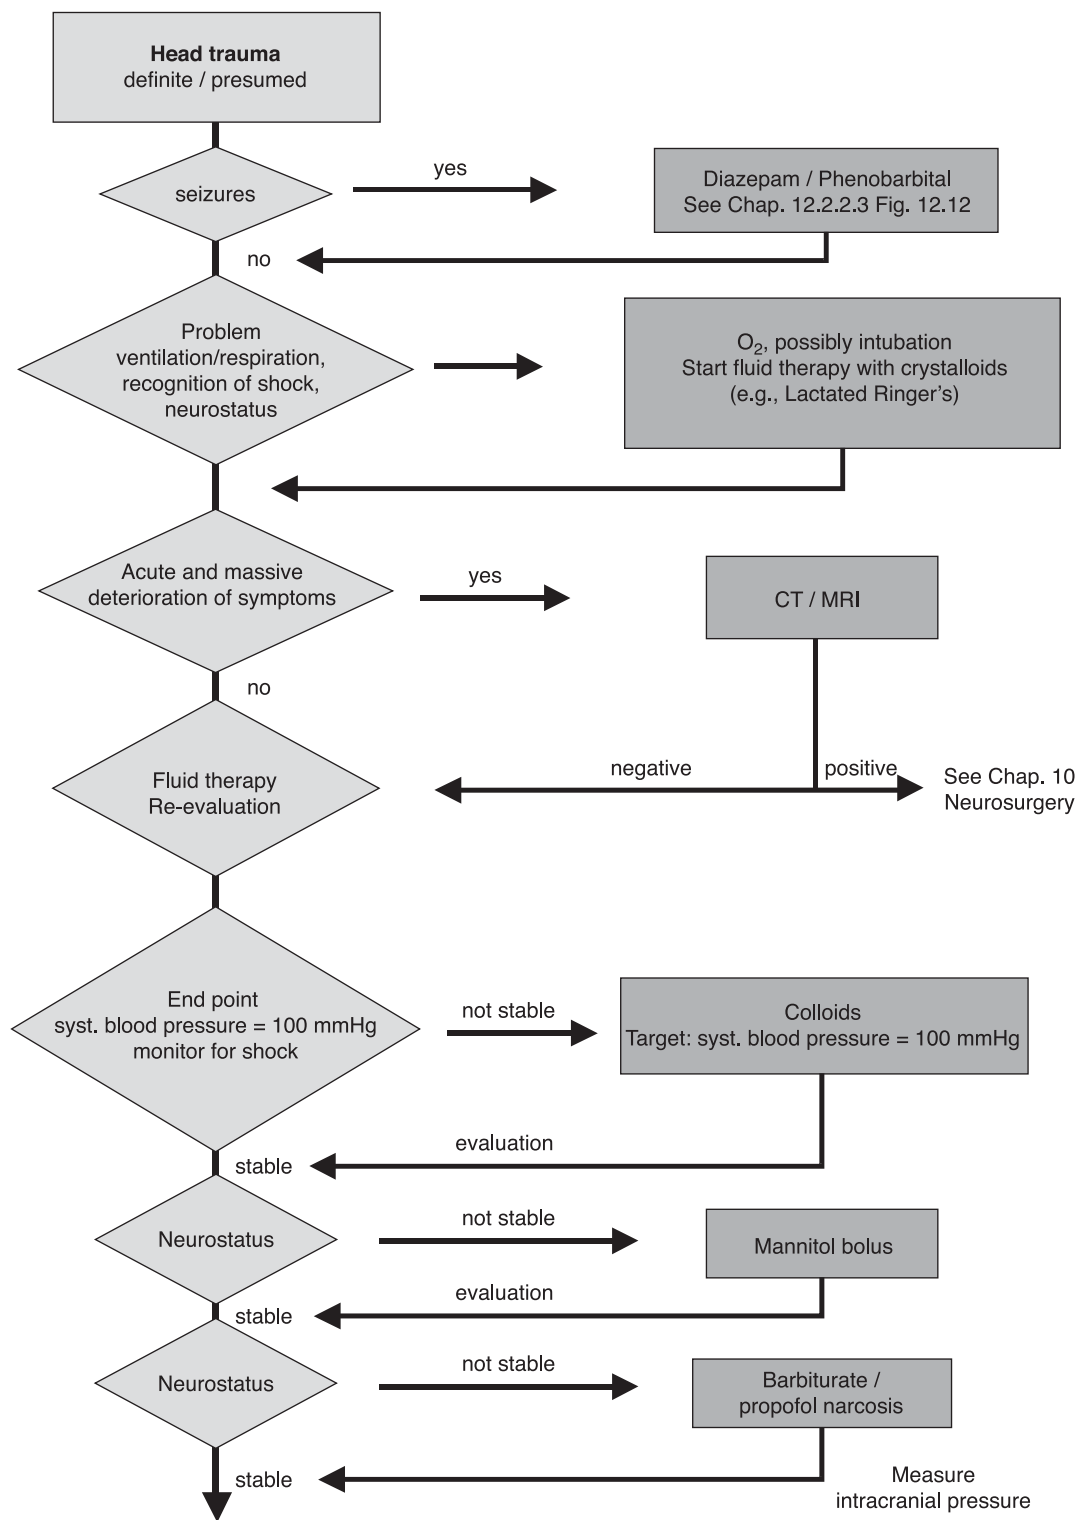 Head trauma
definite / presumed
seizures
yes
Diazepam / Phenobarbital
See Chap. 12.2.2.3 Fig. 12.12
no
Problem
ventilation/respiration,
recognition of shock,
neurostatus
O₂, possibly intubation
Start fluid therapy with crystalloids
(e.g., Lactated Ringer's)
Acute and massive
deterioration of symptoms
yes
CT / MRI
no
Fluid therapy
Re-evaluation
negative
positive
See Chap. 10
Neurosurgery
End point
syst. blood pressure = 100 mmHg
monitor for shock
not stable
Colloids
Target: syst. blood pressure = 100 mmHg
evaluation
stable
Neurostatus
not stable
Mannitol bolus
evaluation
stable
Neurostatus
not stable
Barbiturate /
propofol narcosis
stable
Measure
intracranial pressure